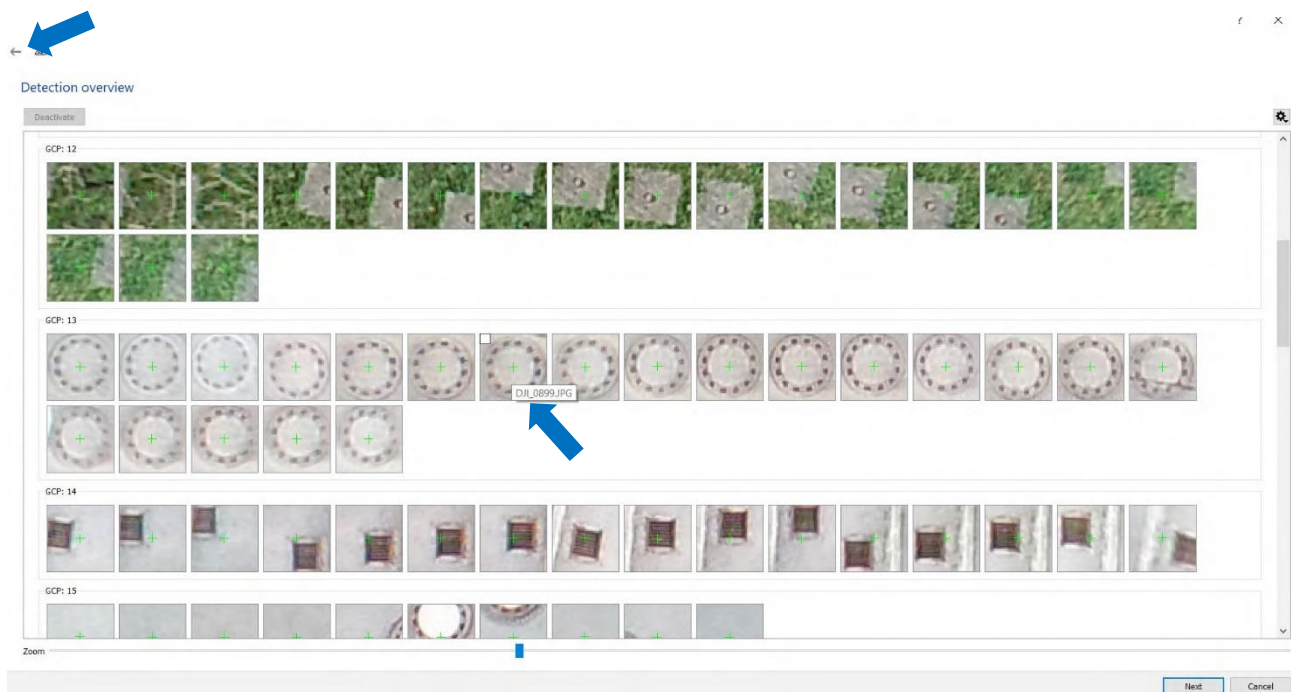 ?
Detection overview
Deactivate
GCP: 12
GCP: 13
DJI_0899.JPG
GCP: 14
GCP: 15
Zoom
Next Cancel